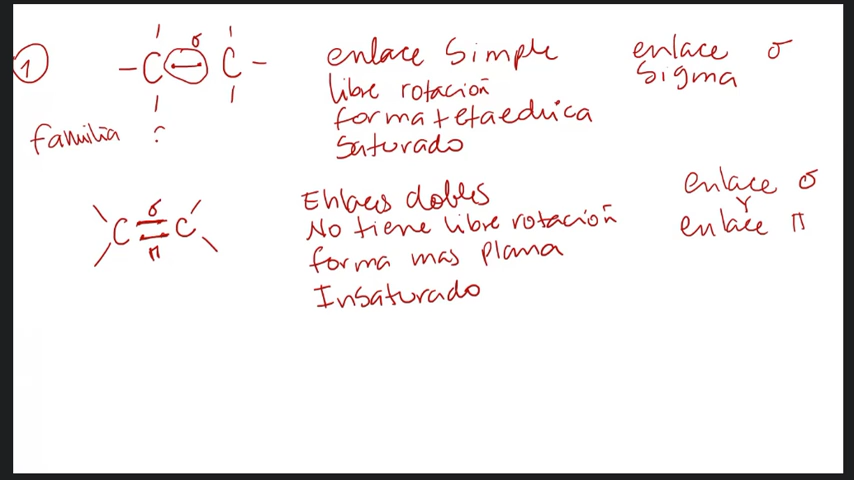 1
σ
– C – C –
enlace simple
libre rotación
forma tetaedrica
Saturado
enlace σ
sigma
familia ?
σ
C = C
π
Enlaces dobles
No tiene libre rotación
forma mas plana
Insaturado
enlace σ
Y
enlace π